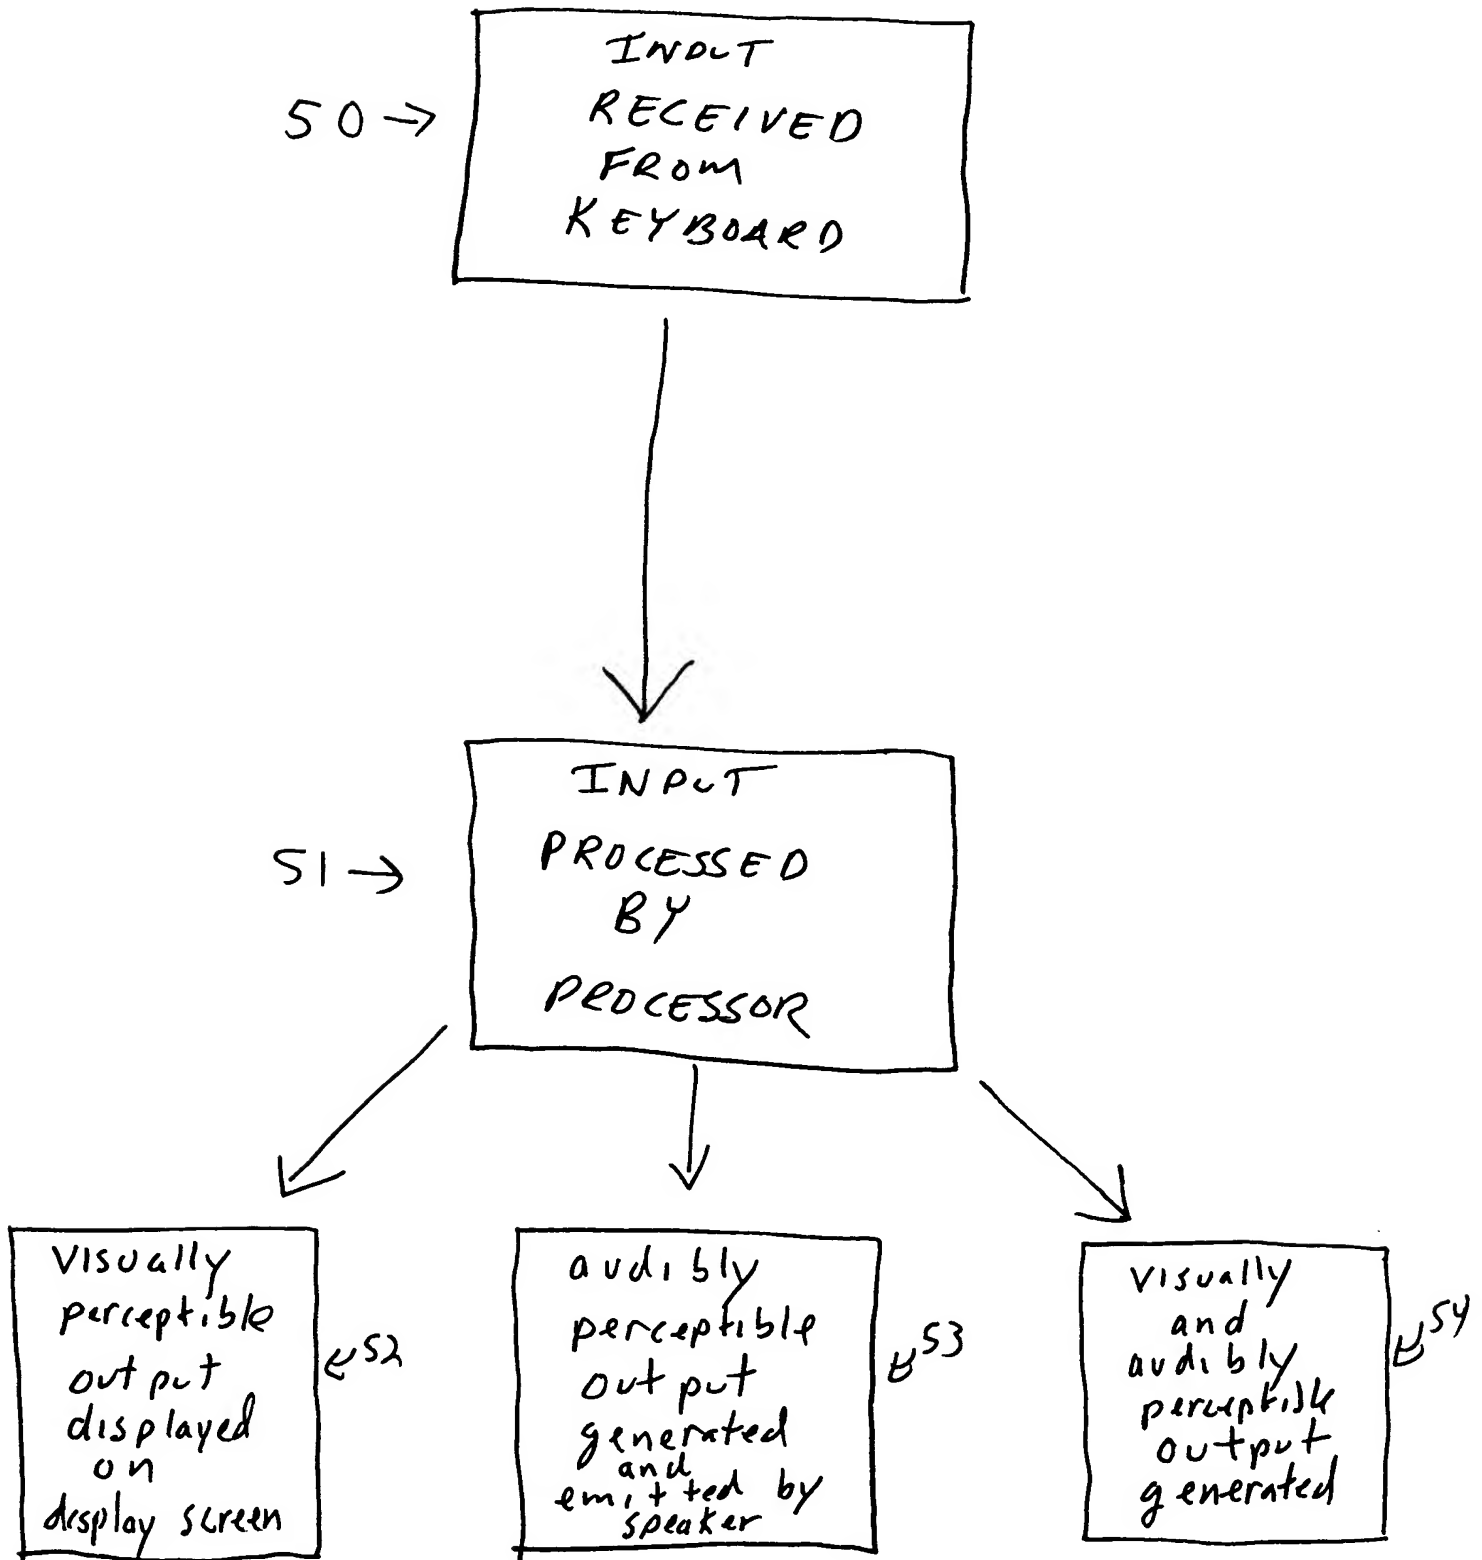 INPUT
50 → RECEIVED
FROM
KEYBOARD
INPUT
51 → PROCESSED
BY
PROCESSOR
visually
perceptible
output
displayed
on
display screen
52
audibly
perceptible
output
generated
and
emitted by
speaker
53
visually
and
audibly
perceptible
output
generated
54